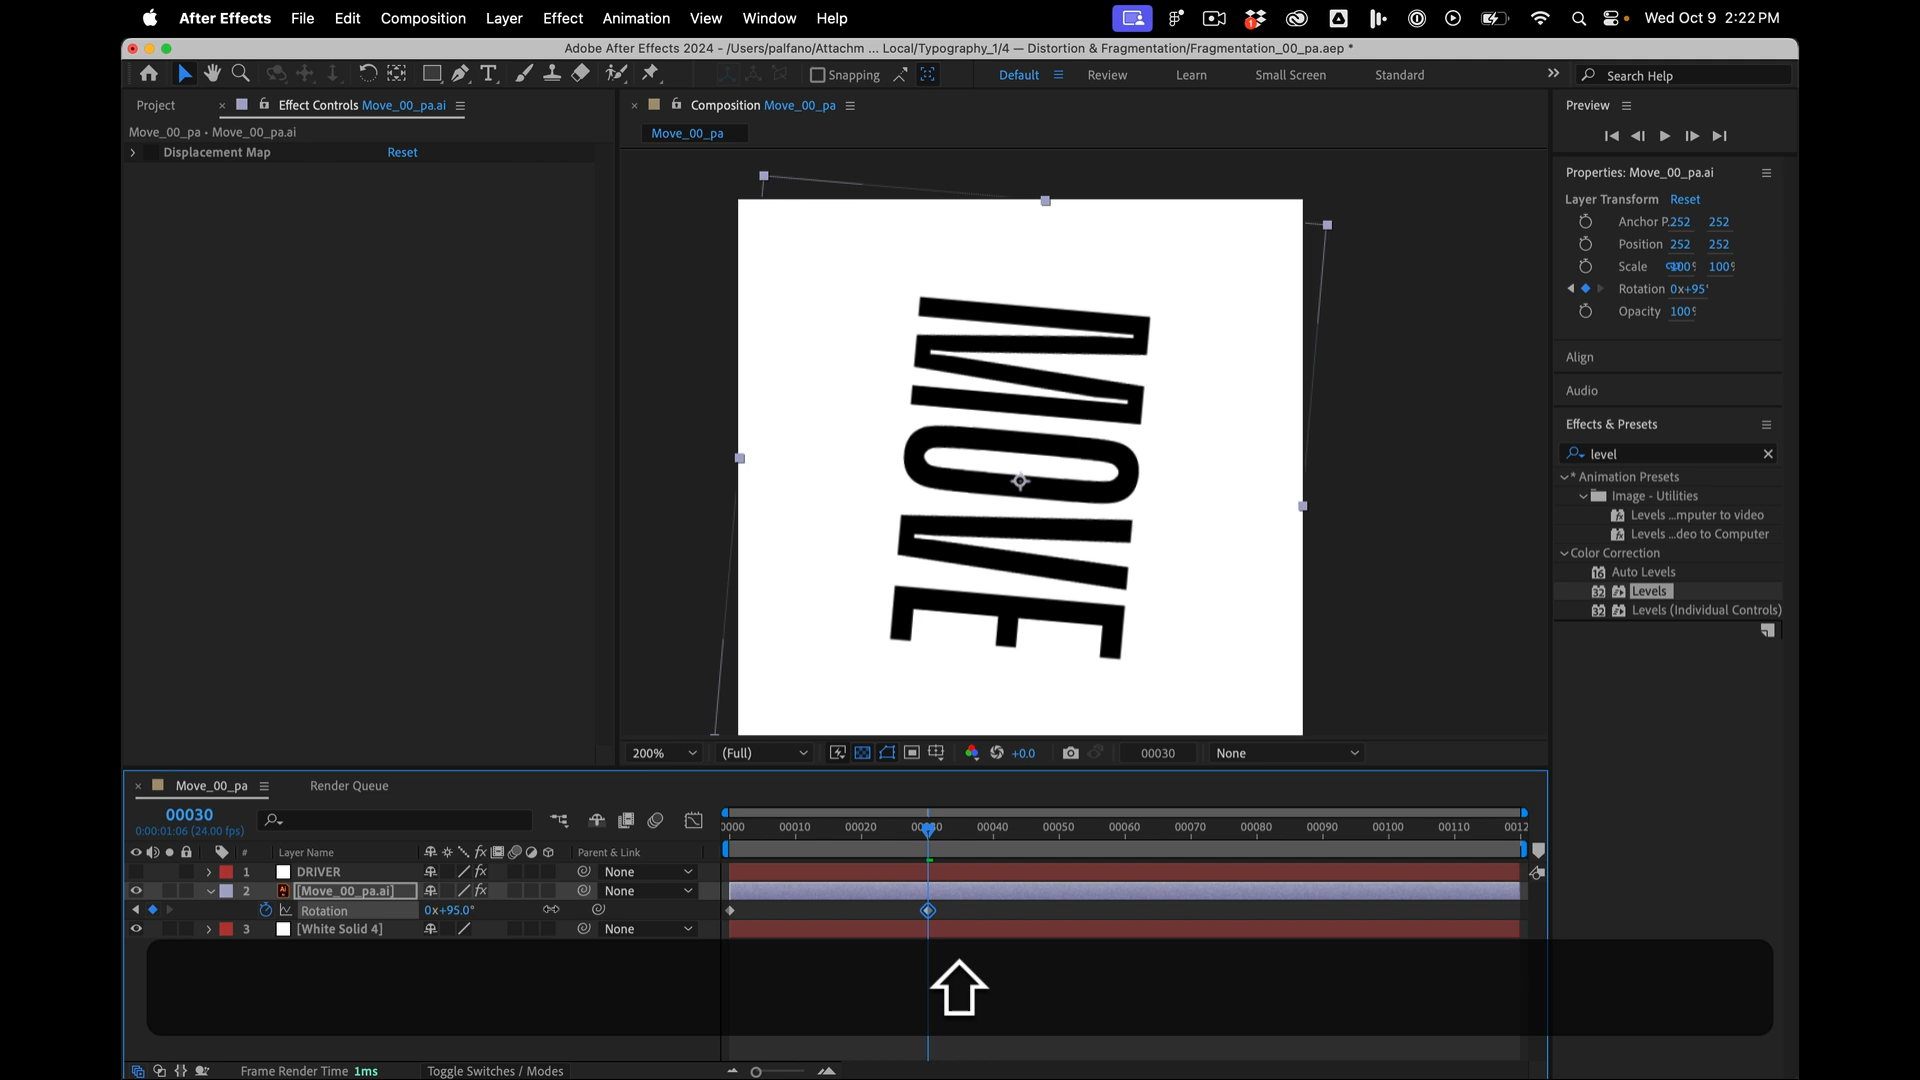 After Effects File Edit Composition Layer Effect Animation View Window Help
1
Wed Oct 9 2:22 PM
Adobe After Effects 2024 - /Users/palfano/Attachm ... Local/Typography_1/4 — Distortion & Fragmentation/Fragmentation_00_pa.aep *
T
Snapping
Default Review Learn Small Screen Standard
Search Help
Project
Effect Controls Move_00_pa.ai
Move_00_pa • Move_00_pa.ai
Displacement Map Reset
Composition Move_00_pa
Move_00_pa
MOVE
200% (Full) +0.0 00030 None
Preview
Properties: Move_00_pa.ai
Layer Transform Reset
Anchor P. 252 252
Position 252 252
Scale 100% 100%
Rotation 0x+95°
Opacity 100%
Align
Audio
Effects & Presets
level
* Animation Presets
Image - Utilities
Levels ...mputer to video
Levels ...deo to Computer
Color Correction
16 Auto Levels
32 Levels
32 Levels (Individual Controls)
Move_00_pa Render Queue
00030
0:00:01:06 (24.00 fps)
00010 00020 00030 00040 00050 00060 00070 00080 00090 00100 00110 0012
# Layer Name fx Parent & Link
1 DRIVER fx None
2 Ai [Move_00_pa.ai] fx None
Rotation 0x+95.0°
3 [White Solid 4] None
Frame Render Time 1ms Toggle Switches / Modes